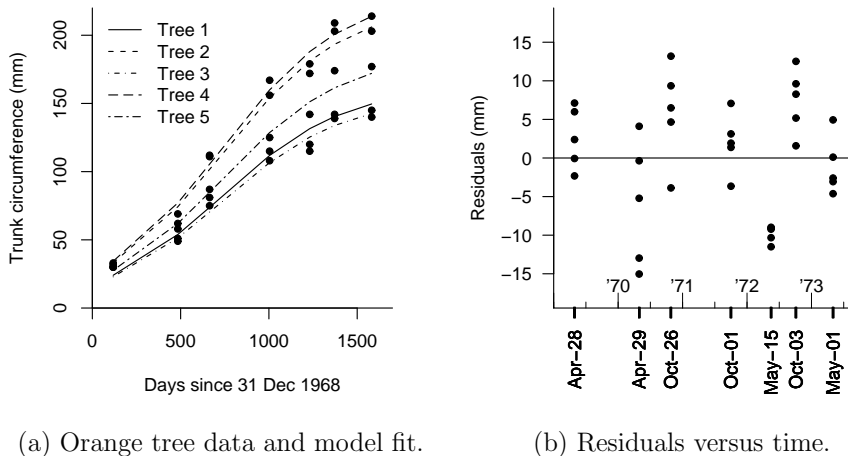 Trunk circumference (mm)
0
50
100
150
200
Tree 1
Tree 2
Tree 3
Tree 4
Tree 5
0 500 1000 1500
Days since 31 Dec 1968
(a) Orange tree data and model fit.
Residuals (mm)
15
10
5
0
−5
−10
−15
'70 '71 '72 '73
Apr−28
Apr−29
Oct−26
Oct−01
May−15
Oct−03
May−01
(b) Residuals versus time.